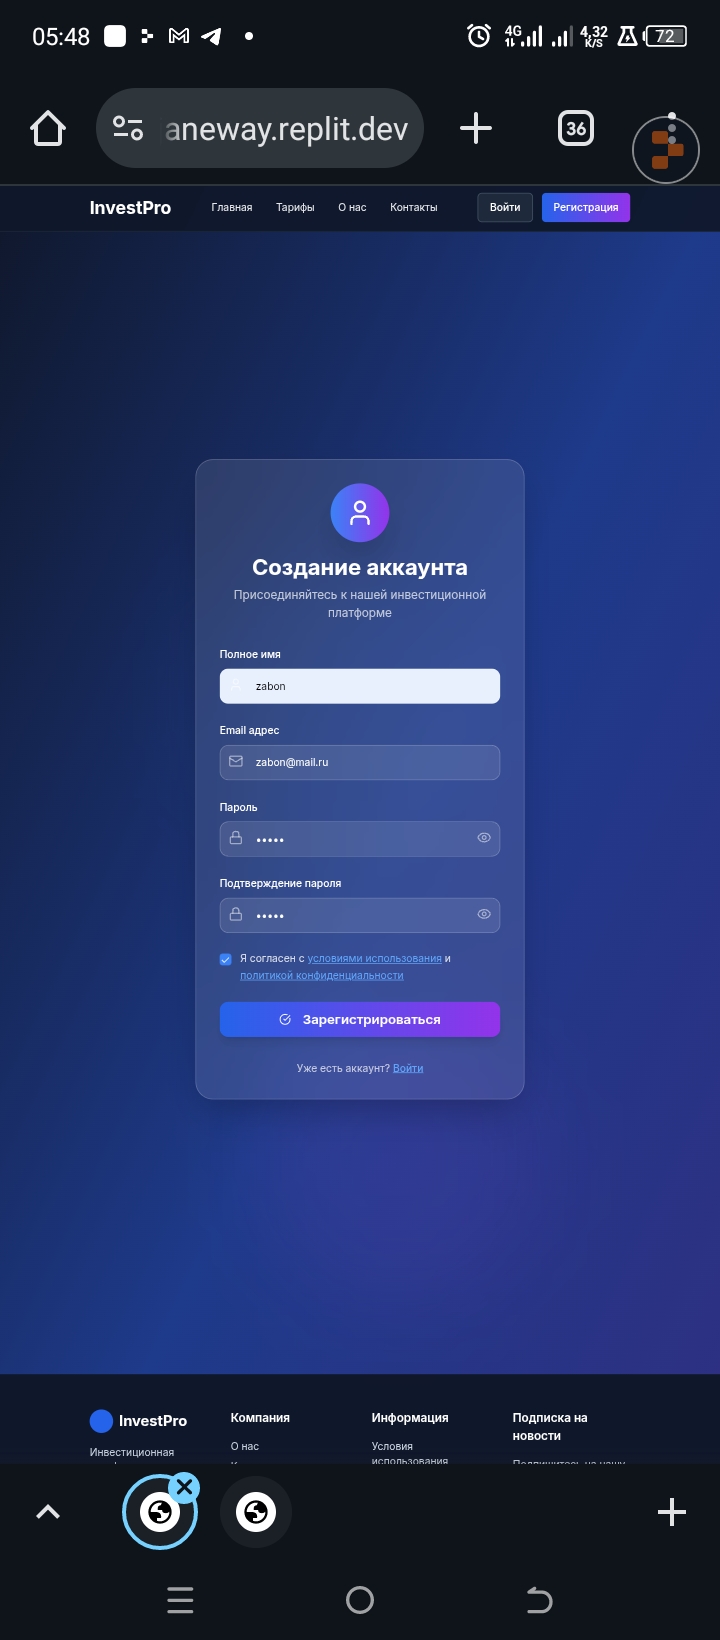 05:48
4G
4,32
K/S
72
aneway.replit.dev
36
InvestPro
Главная
Тарифы
О нас
Контакты
Войти
Регистрация
Создание аккаунта
Присоединяйтесь к нашей инвестиционной
платформе
Полное имя
zabon
Email адрес
zabon@mail.ru
Пароль
•••••
Подтверждение пароля
•••••
Я согласен с условиями использования и
политикой конфиденциальности
Зарегистрироваться
Уже есть аккаунт? Войти
InvestPro
Инвестиционная
Компания
О нас
Информация
Условия
использования
Подписка на
новости